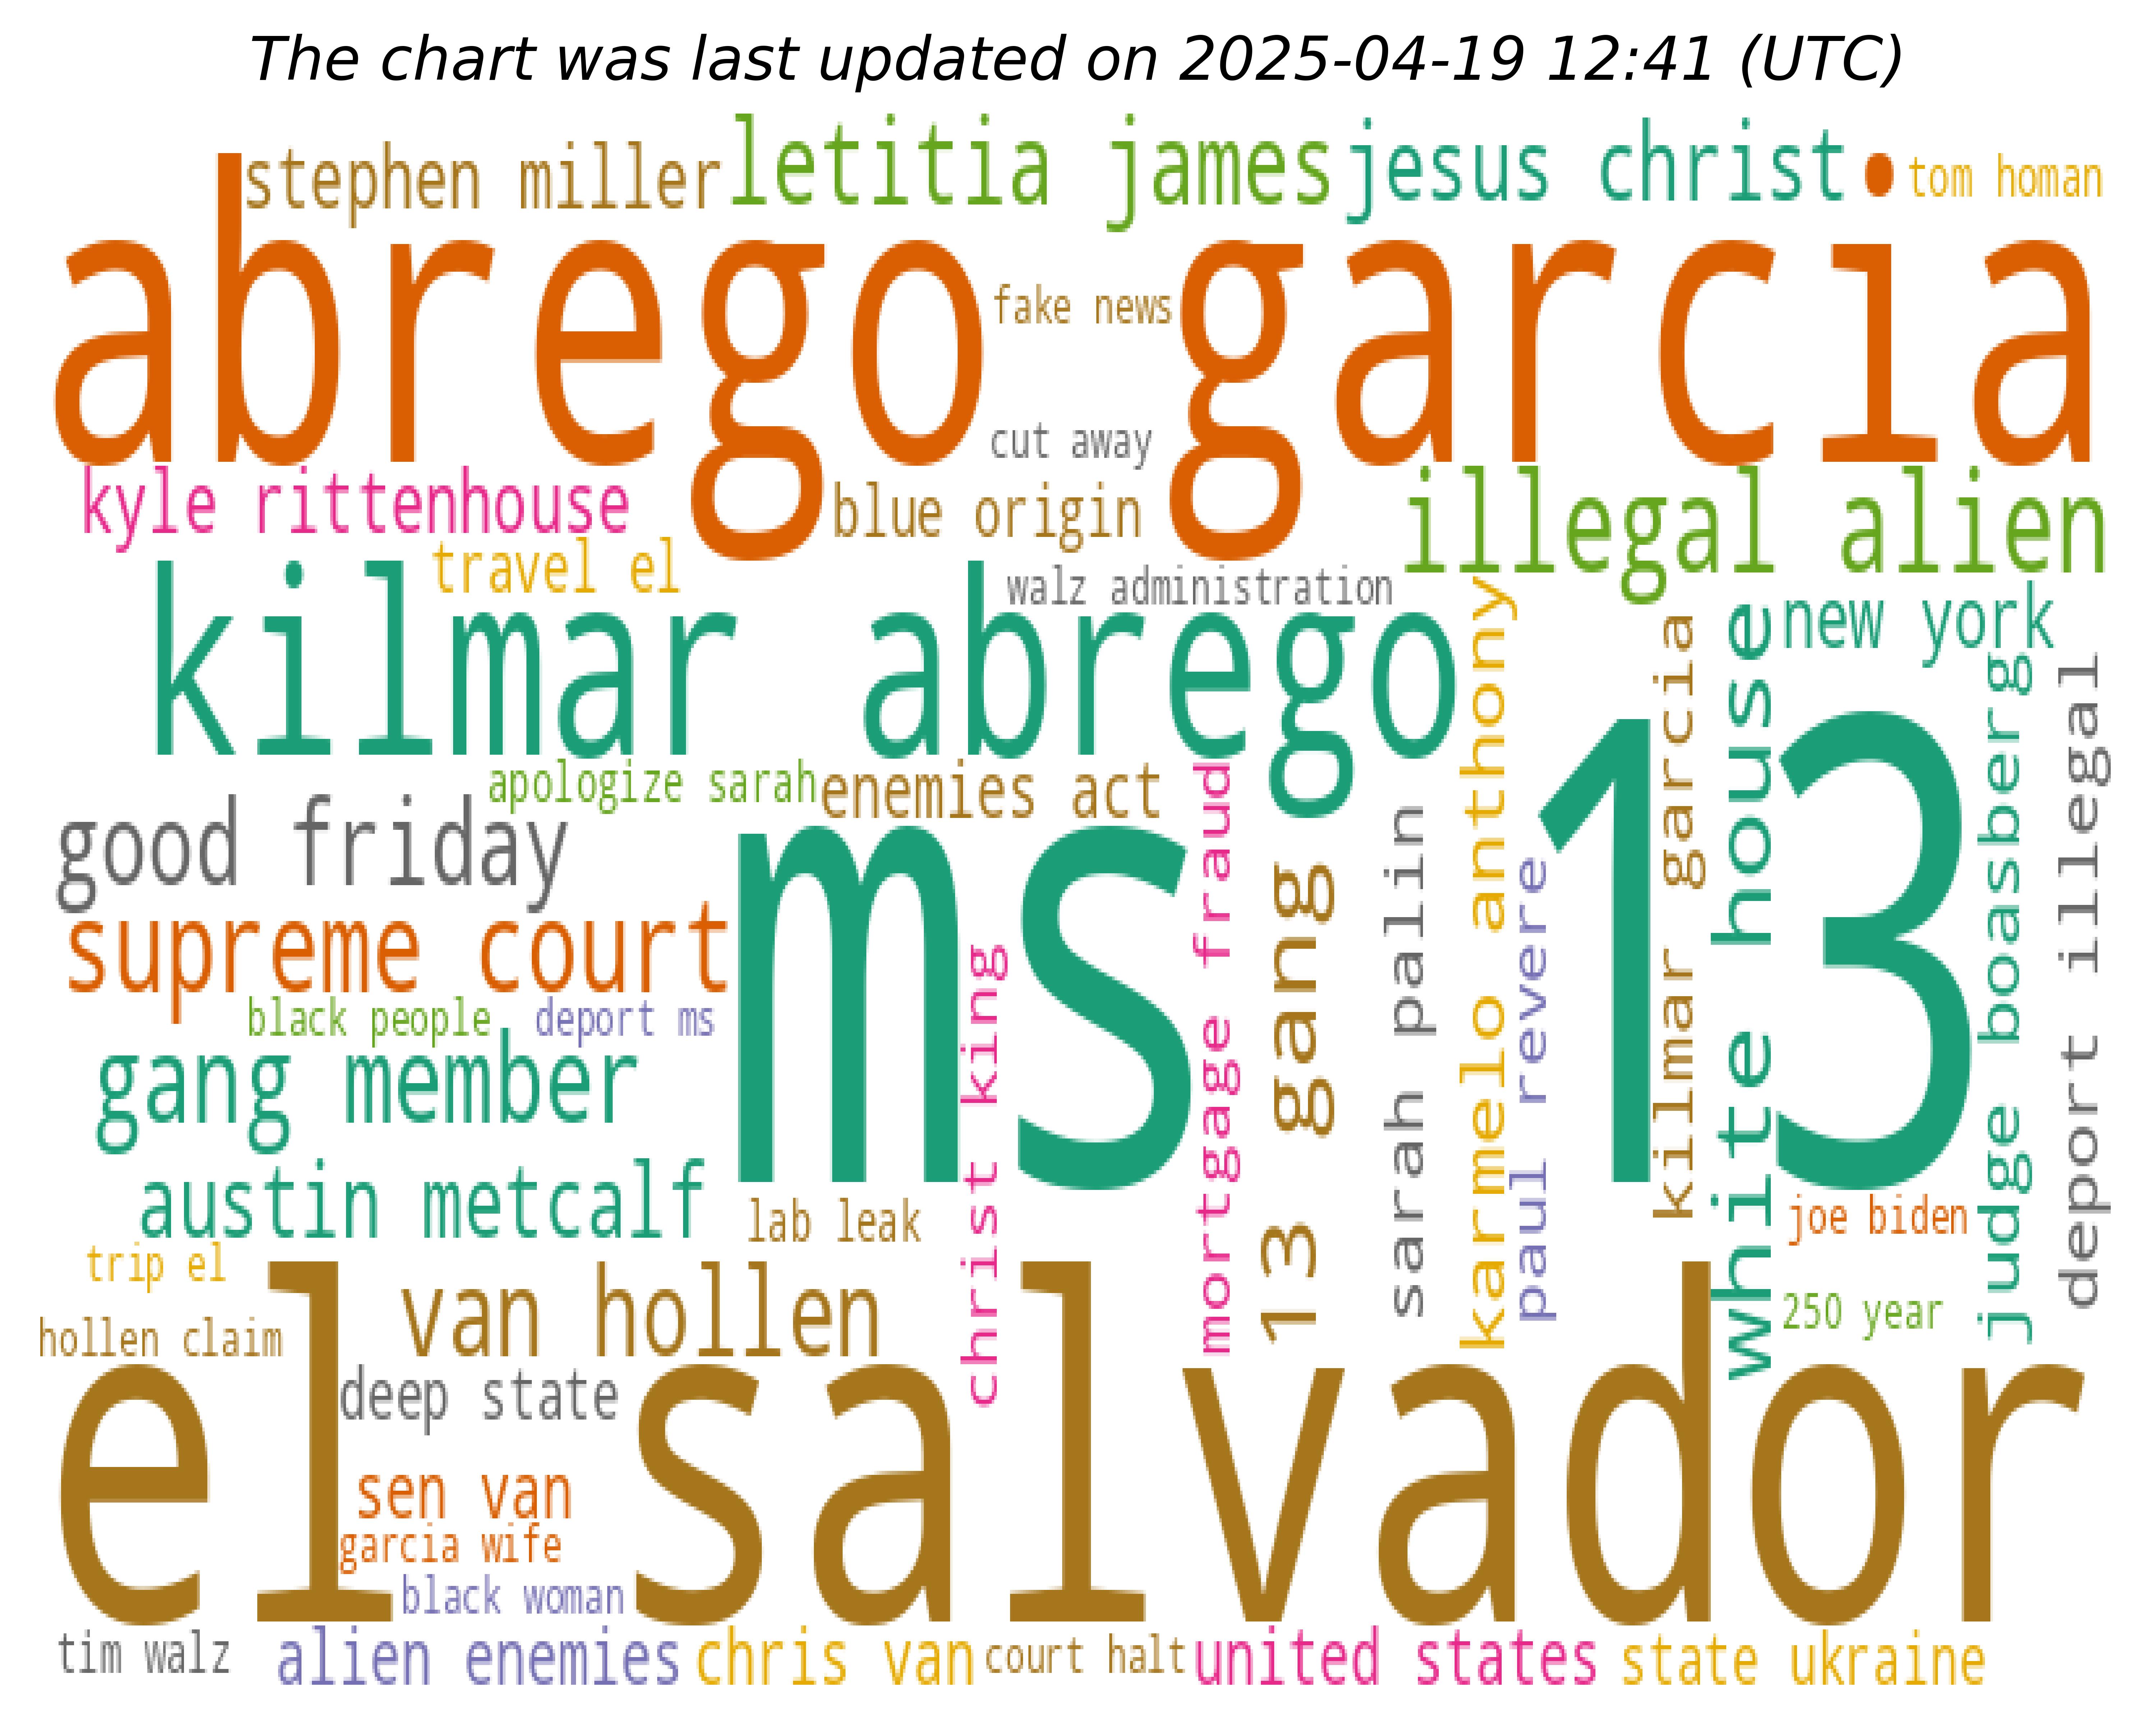 The chart was last updated on 2025-04-19 12:41 (UTC)
stephen miller
letitia james
jesus christ
tom homan
abrego garcia
fake news
cut away
kyle rittenhouse
blue origin
illegal alien
travel el
walz administration
kilmar abrego
new york
karmelo anthony
kilmar garcia
white house
judge boasberg
deport illegal
apologize sarah
enemies act
good friday
mortgage fraud
13 gang
sarah palin
paul revere
ms 13
supreme court
christ king
black people
deport ms
gang member
austin metcalf
lab leak
joe biden
trip el
van hollen
250 year
hollen claim
el salvador
deep state
sen van
garcia wife
black woman
tim walz
alien enemies
chris van
court halt
united states
state ukraine